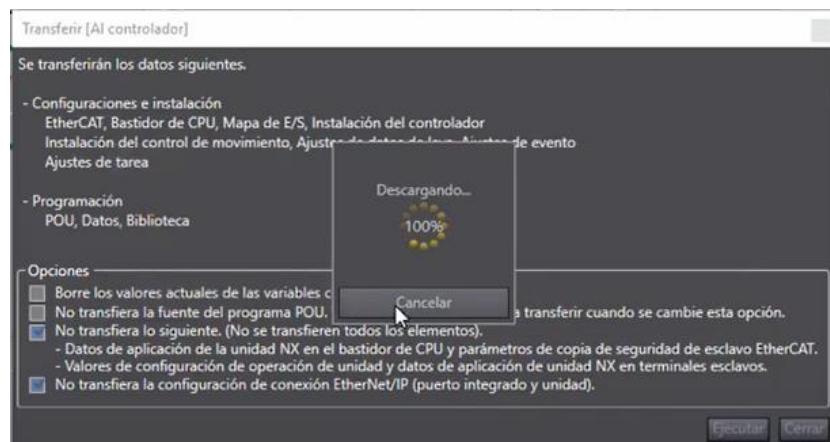 Transferir [Al controlador]
Se transferirán los datos siguientes.
- Configuraciones e instalación
EtherCAT, Bastidor de CPU, Mapa de E/S, Instalación del controlador
Instalación del control de movimiento, Ajustes de datos de leva, Ajustes de evento
Ajustes de tarea
- Programación
POU, Datos, Biblioteca
Descargando...
100%
Cancelar
Opciones
Borre los valores actuales de las variables
No transfiera la fuente del programa POU. a transferir cuando se cambie esta opción.
No transfiera lo siguiente. (No se transfieren todos los elementos).
- Datos de aplicación de la unidad NX en el bastidor de CPU y parámetros de copia de seguridad de esclavo EtherCAT.
- Valores de configuración de operación de unidad y datos de aplicación de unidad NX en terminales esclavos.
No transfiera la configuración de conexión EtherNet/IP (puerto integrado y unidad).
Ejecutar Cerrar